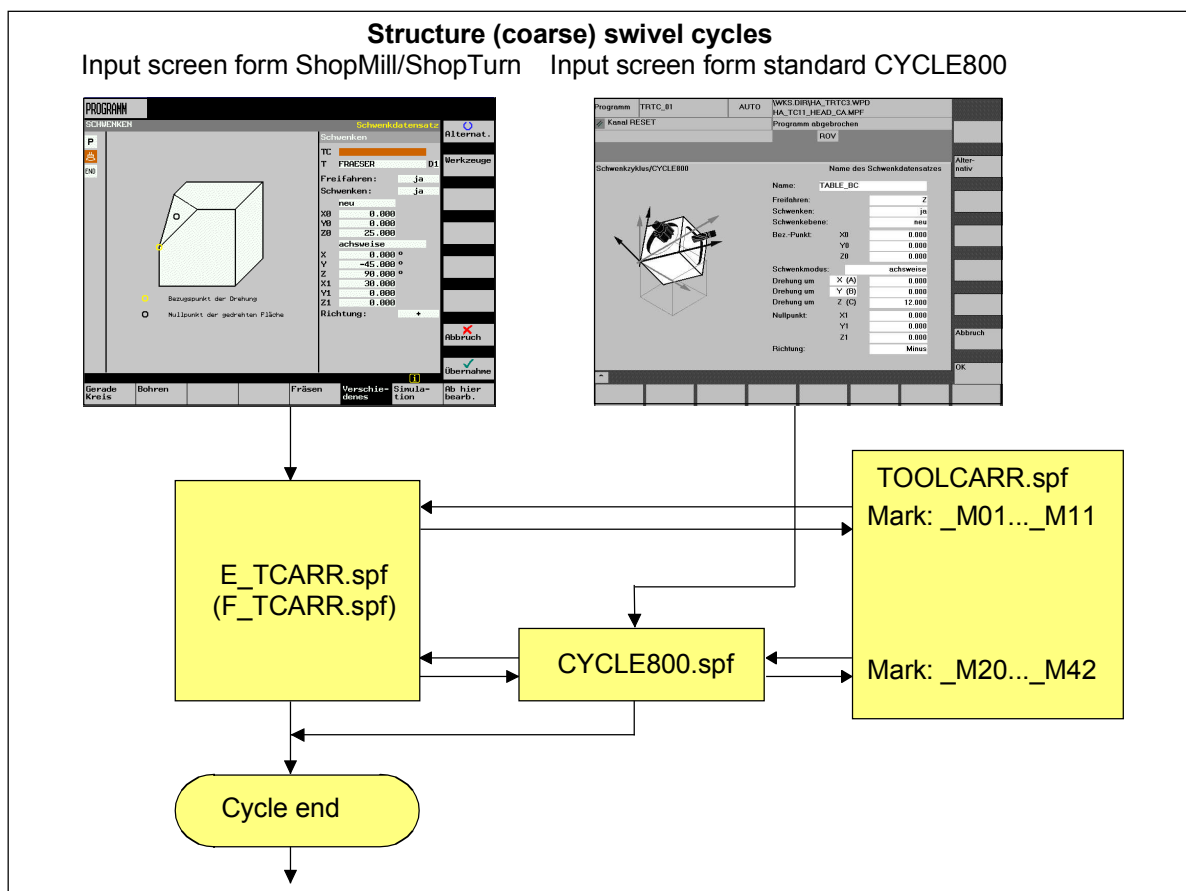 Structure (coarse) swivel cycles
Input screen form ShopMill/ShopTurn Input screen form standard CYCLE800
PROGRAMM
SCHWENKEN Schwenkdatensatz
P
END
Schwenken
TC
T FRAESER D1
Freifahren: ja
Schwenken: ja
neu
X0 0.000
Y0 0.000
Z0 25.000
achsweise
X 0.000 °
Y -45.000 °
Z 90.000 °
X1 30.000
Y1 0.000
Z1 0.000
Richtung: +
Bezugspunkt der Drehung
Nullpunkt der gedrehten Fläche
Alternat.
Werkzeuge
Abbruch
Übernahme
i
Gerade Kreis
Bohren
Fräsen
Verschie-denes
Simula-tion
Ab hier bearb.
Programm TRTC_01 AUTO \WKS.DIR\HA_TRTC3.WPD
HA_TC11_HEAD_CA.MPF
Kanal RESET Programm abgebrochen
ROV
Schwenkzyklus/CYCLE800 Name des Schwenkdatensatzes
Name: TABLE_BC
Freifahren: Z
Schwenken: ja
Schwenkebene: neu
Bez.-Punkt: X0 0.000
Y0 0.000
Z0 0.000
Schwenkmodus: achsweise
Drehung um X (A) 0.000
Drehung um Y (B) 0.000
Drehung um Z (C) 12.000
Nullpunkt: X1 0.000
Y1 0.000
Z1 0.000
Richtung: Minus
Alter-nativ
Abbruch
OK
^
TOOLCARR.spf
Mark: _M01..._M11
E_TCARR.spf
(F_TCARR.spf)
CYCLE800.spf
Mark: _M20..._M42
Cycle end